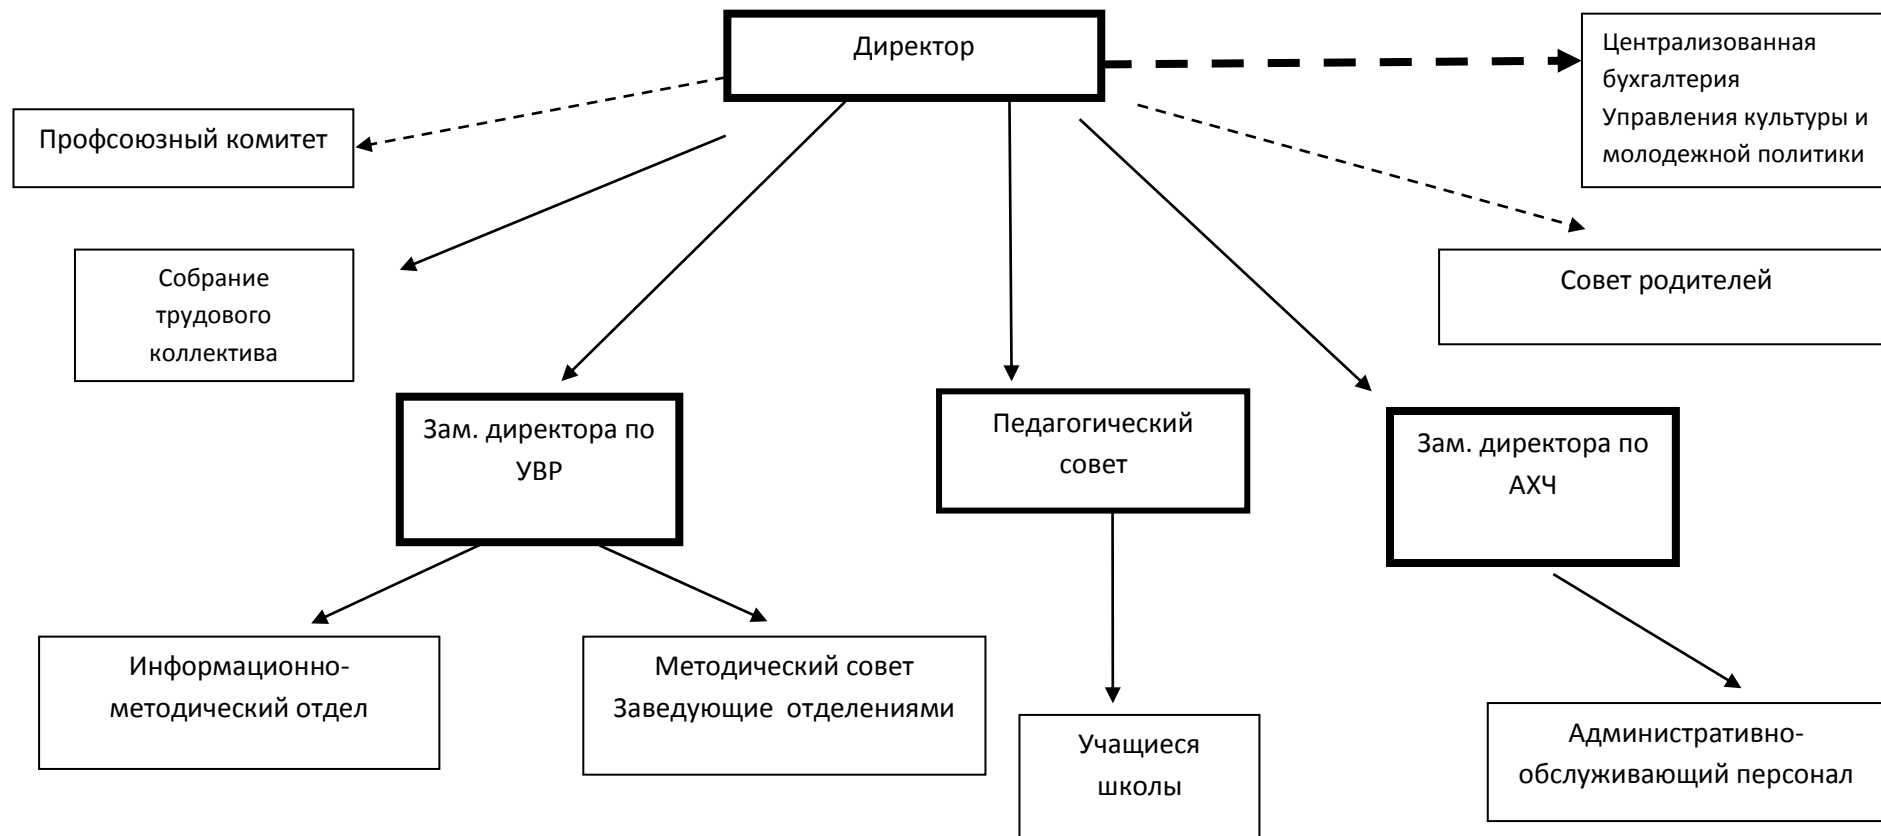 Директор
Централизованная
бухгалтерия
Управления культуры и
молодежной политики
Профсоюзный комитет
Собрание
трудового
коллектива
Совет родителей
Зам. директора по
УВР
Педагогический
совет
Зам. директора по
АХЧ
Информационно-
методический отдел
Методический совет
Заведующие  отделениями
Учащиеся
школы
Административно-
обслуживающий персонал